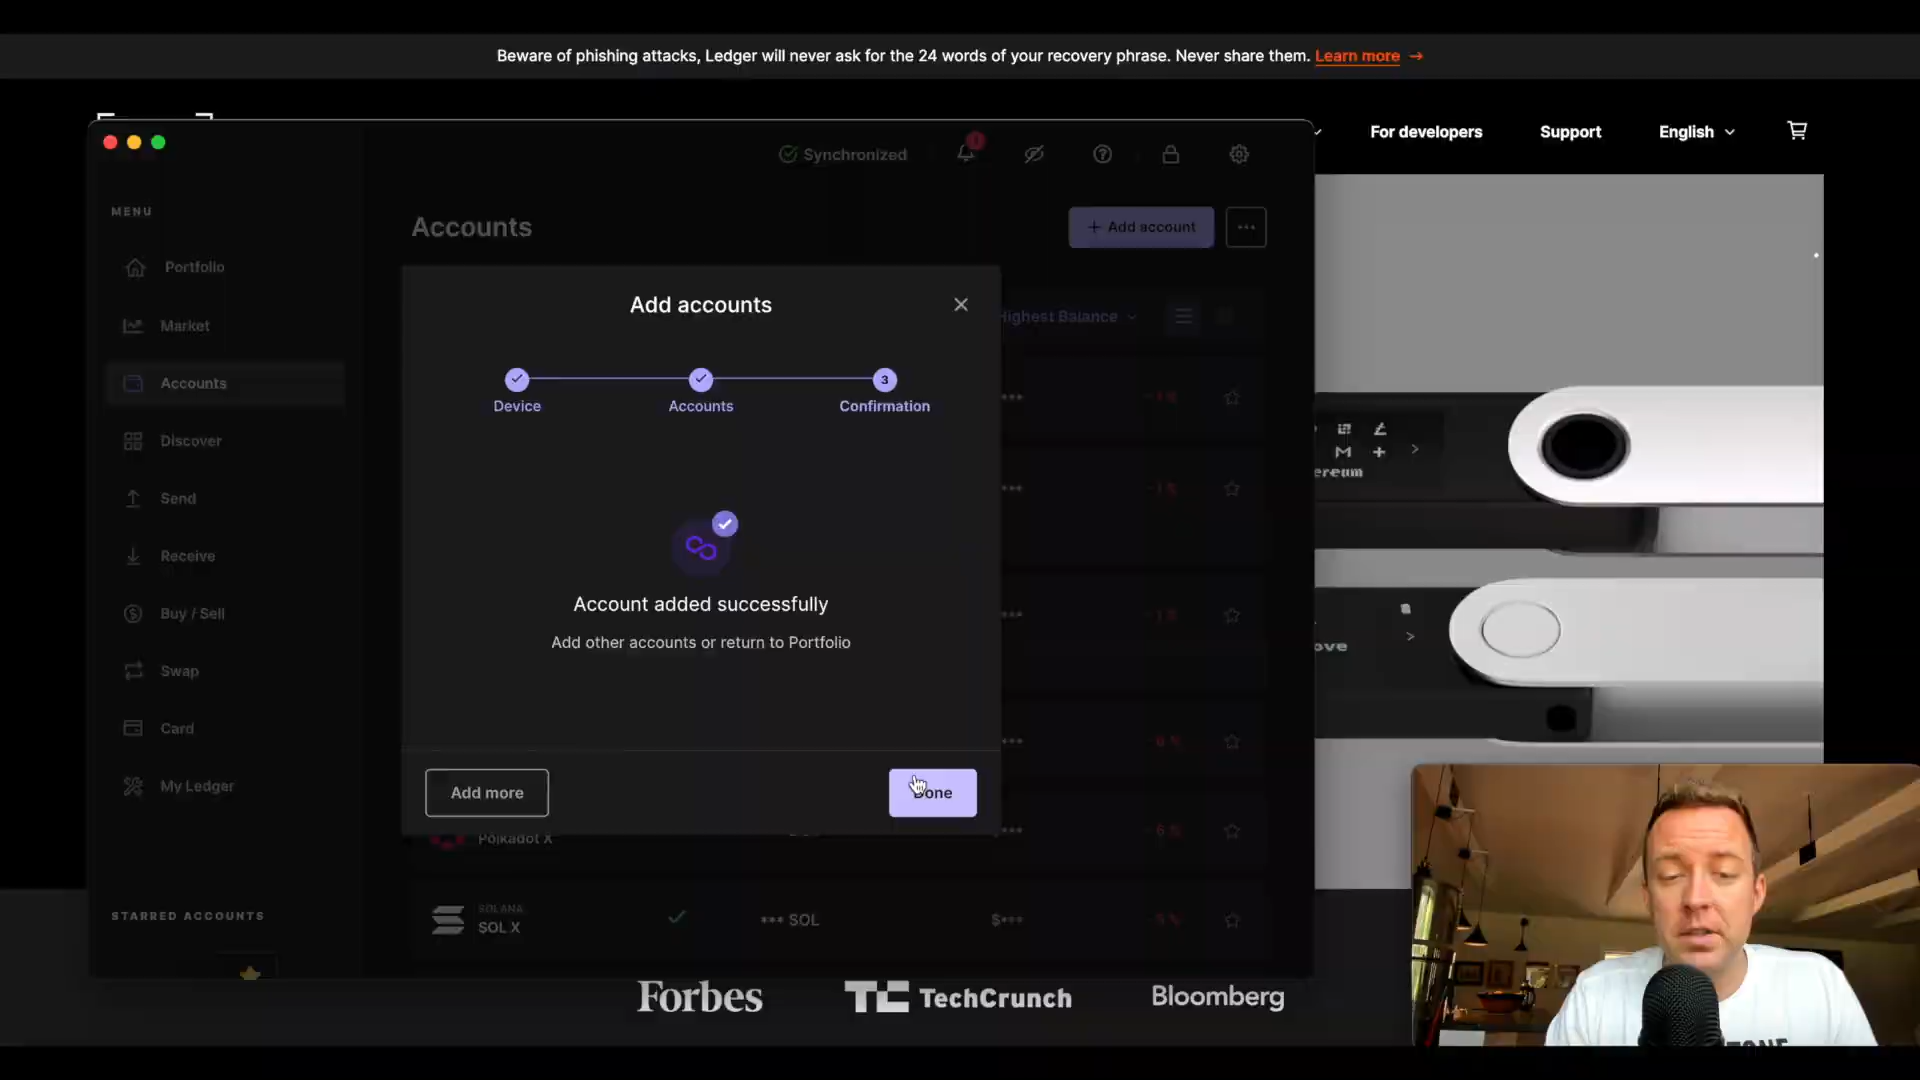 Beware of phishing attacks, Ledger will never ask for the 24 words of your recovery phrase. Never share them. Learn more →
For developers
Support
English
Synchronized
MENU
Accounts
+ Add account
Portfolio
Market
Accounts
Discover
Send
Receive
Buy / Sell
Swap
Card
My Ledger
STARRED ACCOUNTS
Add accounts
Highest Balance
3
Device
Accounts
Confirmation
Account added successfully
Add other accounts or return to Portfolio
Add more
Done
Polkadot X
SOLANA
SOL X
*** SOL
$***
Forbes
TC TechCrunch
Bloomberg